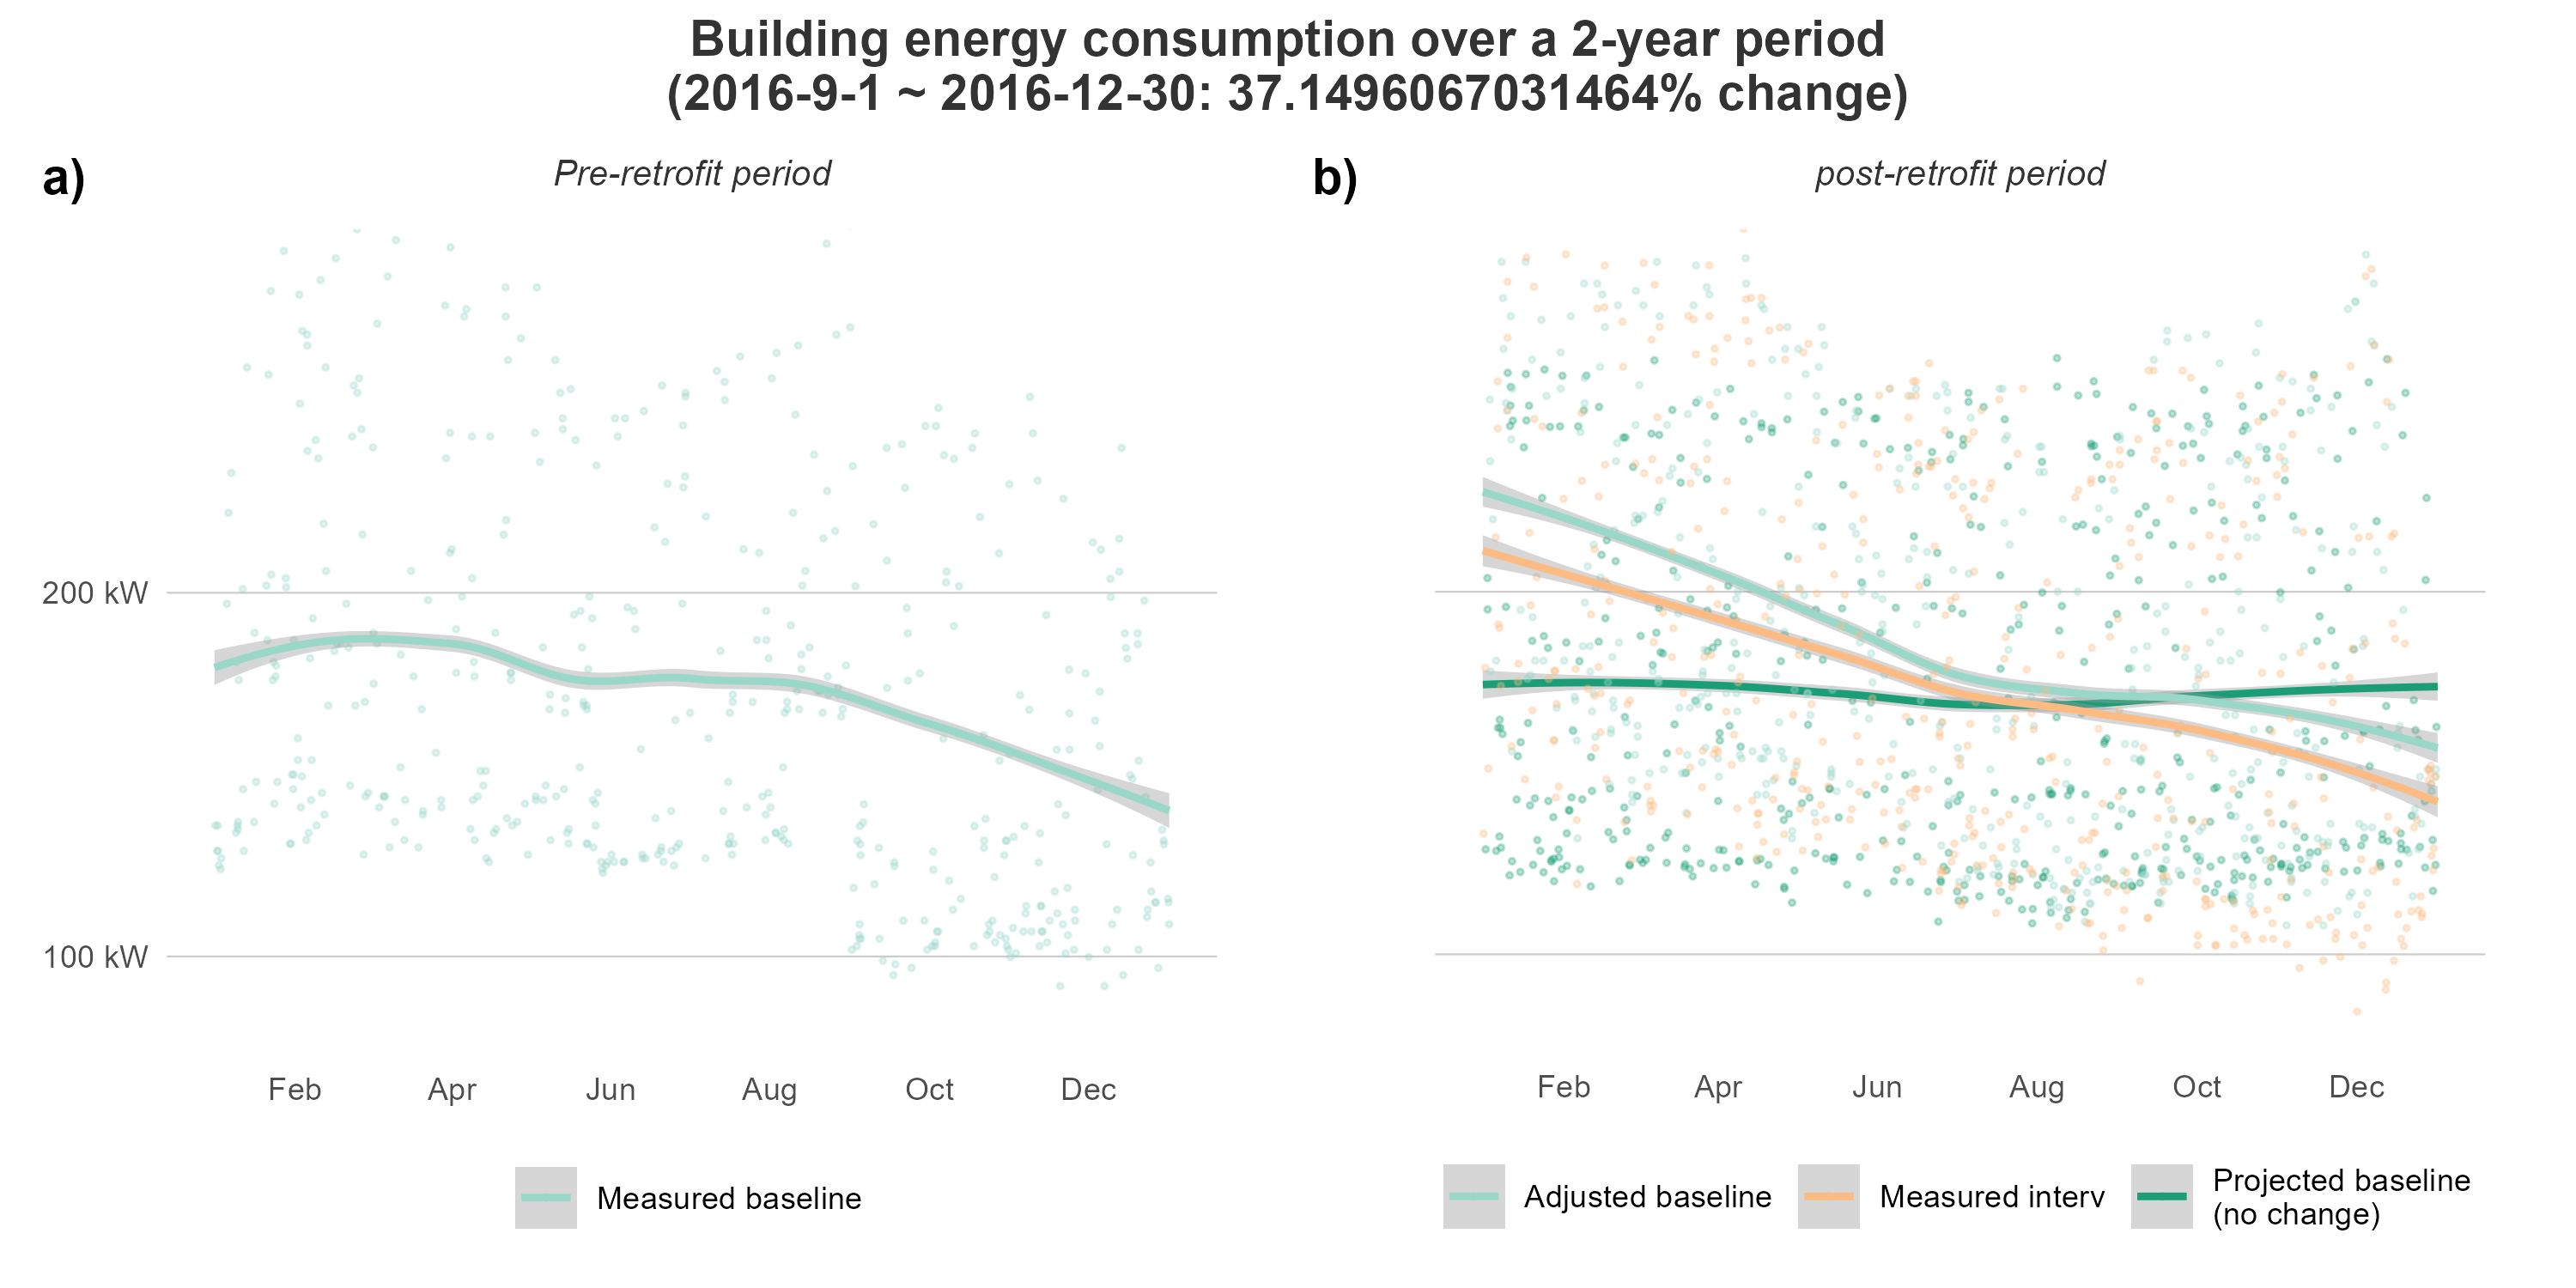 Building energy consumption over a 2-year period
(2016-9-1 ~ 2016-12-30: 37.1496067031464% change)
a)
Pre-retrofit period
200 kW
100 kW
Feb Apr Jun Aug Oct Dec
Measured baseline
b)
post-retrofit period
Feb Apr Jun Aug Oct Dec
Adjusted baseline
Measured interv
Projected baseline
(no change)